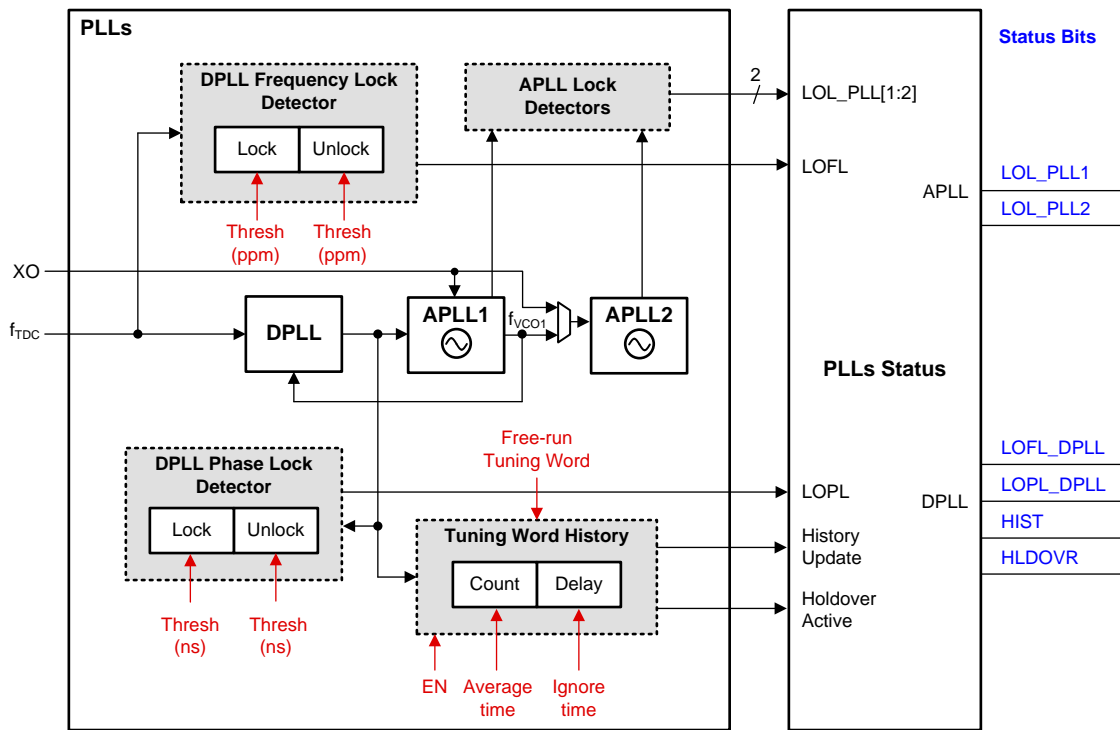 PLLs
DPLL Frequency Lock
Detector
Lock
Unlock
Thresh
(ppm)
Thresh
(ppm)
APLL Lock
Detectors
2
XO
fTDC
DPLL
APLL1
fVCO1
APLL2
DPLL Phase Lock
Detector
Lock
Unlock
Thresh
(ns)
Thresh
(ns)
Free-run
Tuning Word
Tuning Word History
Count
Delay
EN
Average
time
Ignore
time
LOL_PLL[1:2]
LOFL
APLL
PLLs Status
LOPL
DPLL
History
Update
Holdover
Active
Status Bits
LOL_PLL1
LOL_PLL2
LOFL_DPLL
LOPL_DPLL
HIST
HLDOVR